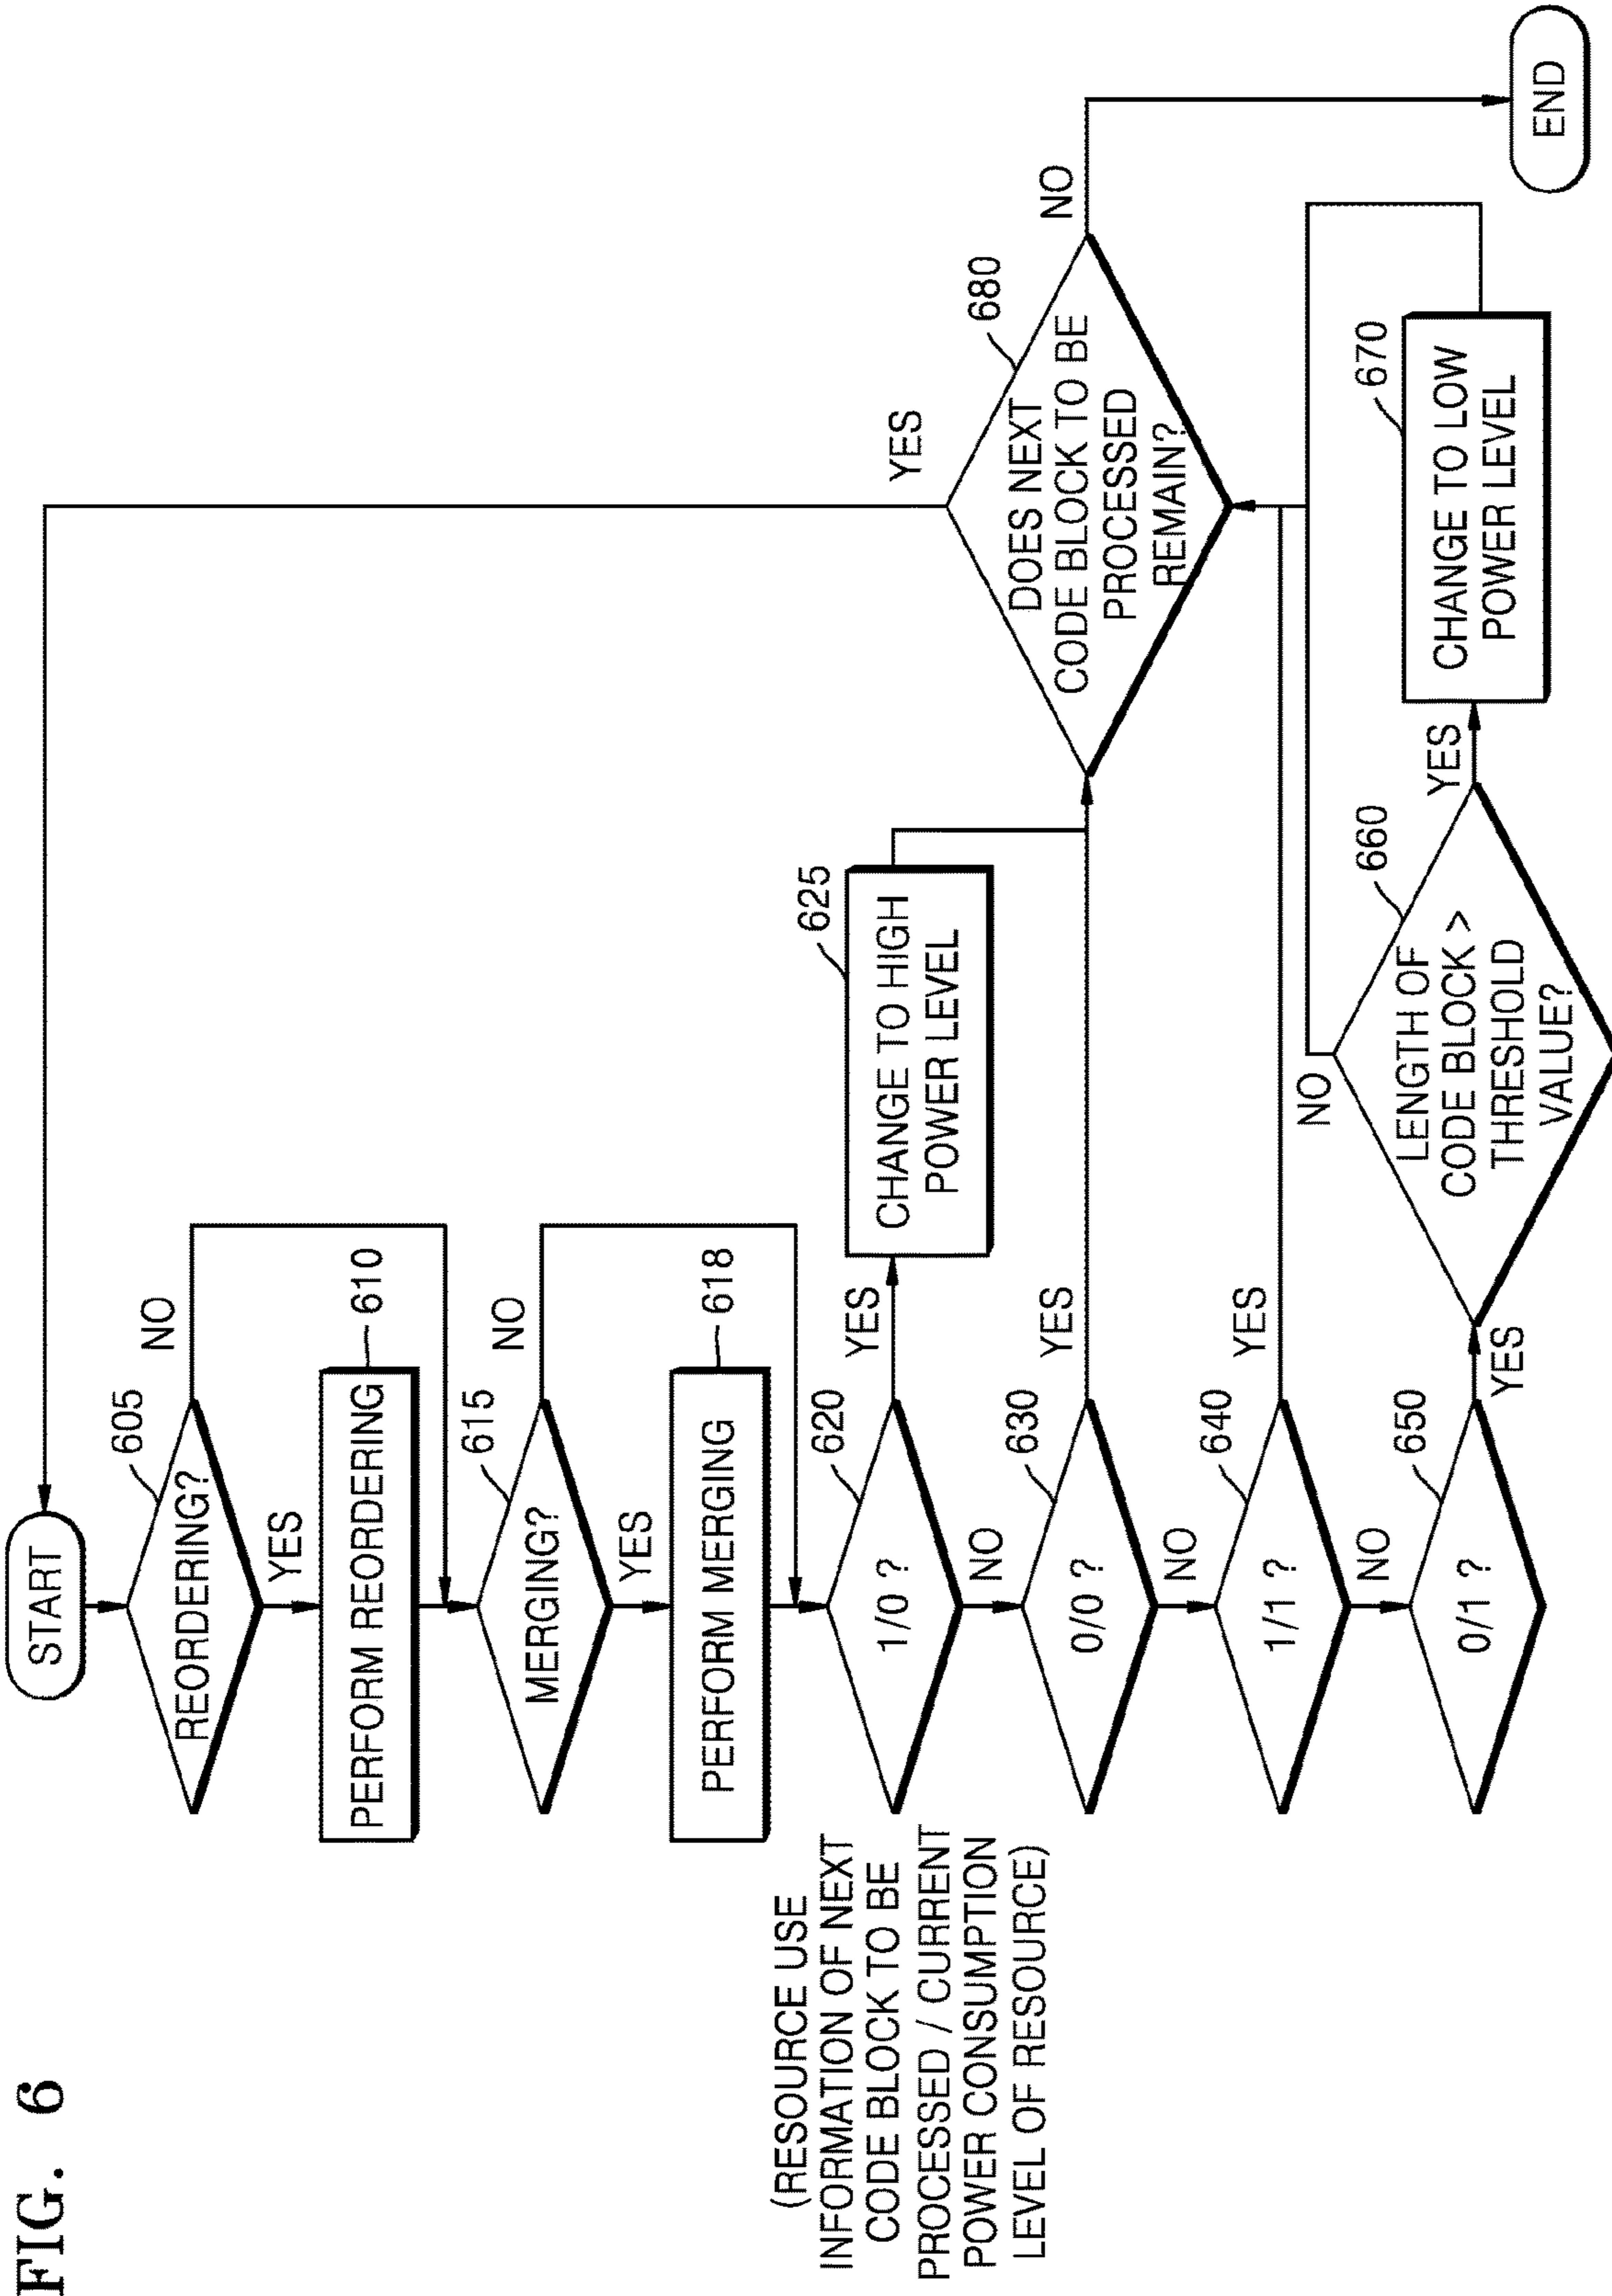 FIG. 6
START
605
REORDERING?
NO
YES
PERFORM REORDERING
610
615
MERGING?
NO
YES
PERFORM MERGING
618
(RESOURCE USE
INFORMATION OF NEXT
CODE BLOCK TO BE
PROCESSED / CURRENT
POWER CONSUMPTION
LEVEL OF RESOURCE)
620
1/0 ?
YES
NO
625
CHANGE TO HIGH
POWER LEVEL
630
0/0 ?
YES
NO
640
1/1 ?
YES
NO
650
0/1 ?
YES
660
LENGTH OF
CODE BLOCK >
THRESHOLD
VALUE?
NO
YES
670
CHANGE TO LOW
POWER LEVEL
680
DOES NEXT
CODE BLOCK TO BE
PROCESSED
REMAIN?
YES
NO
END